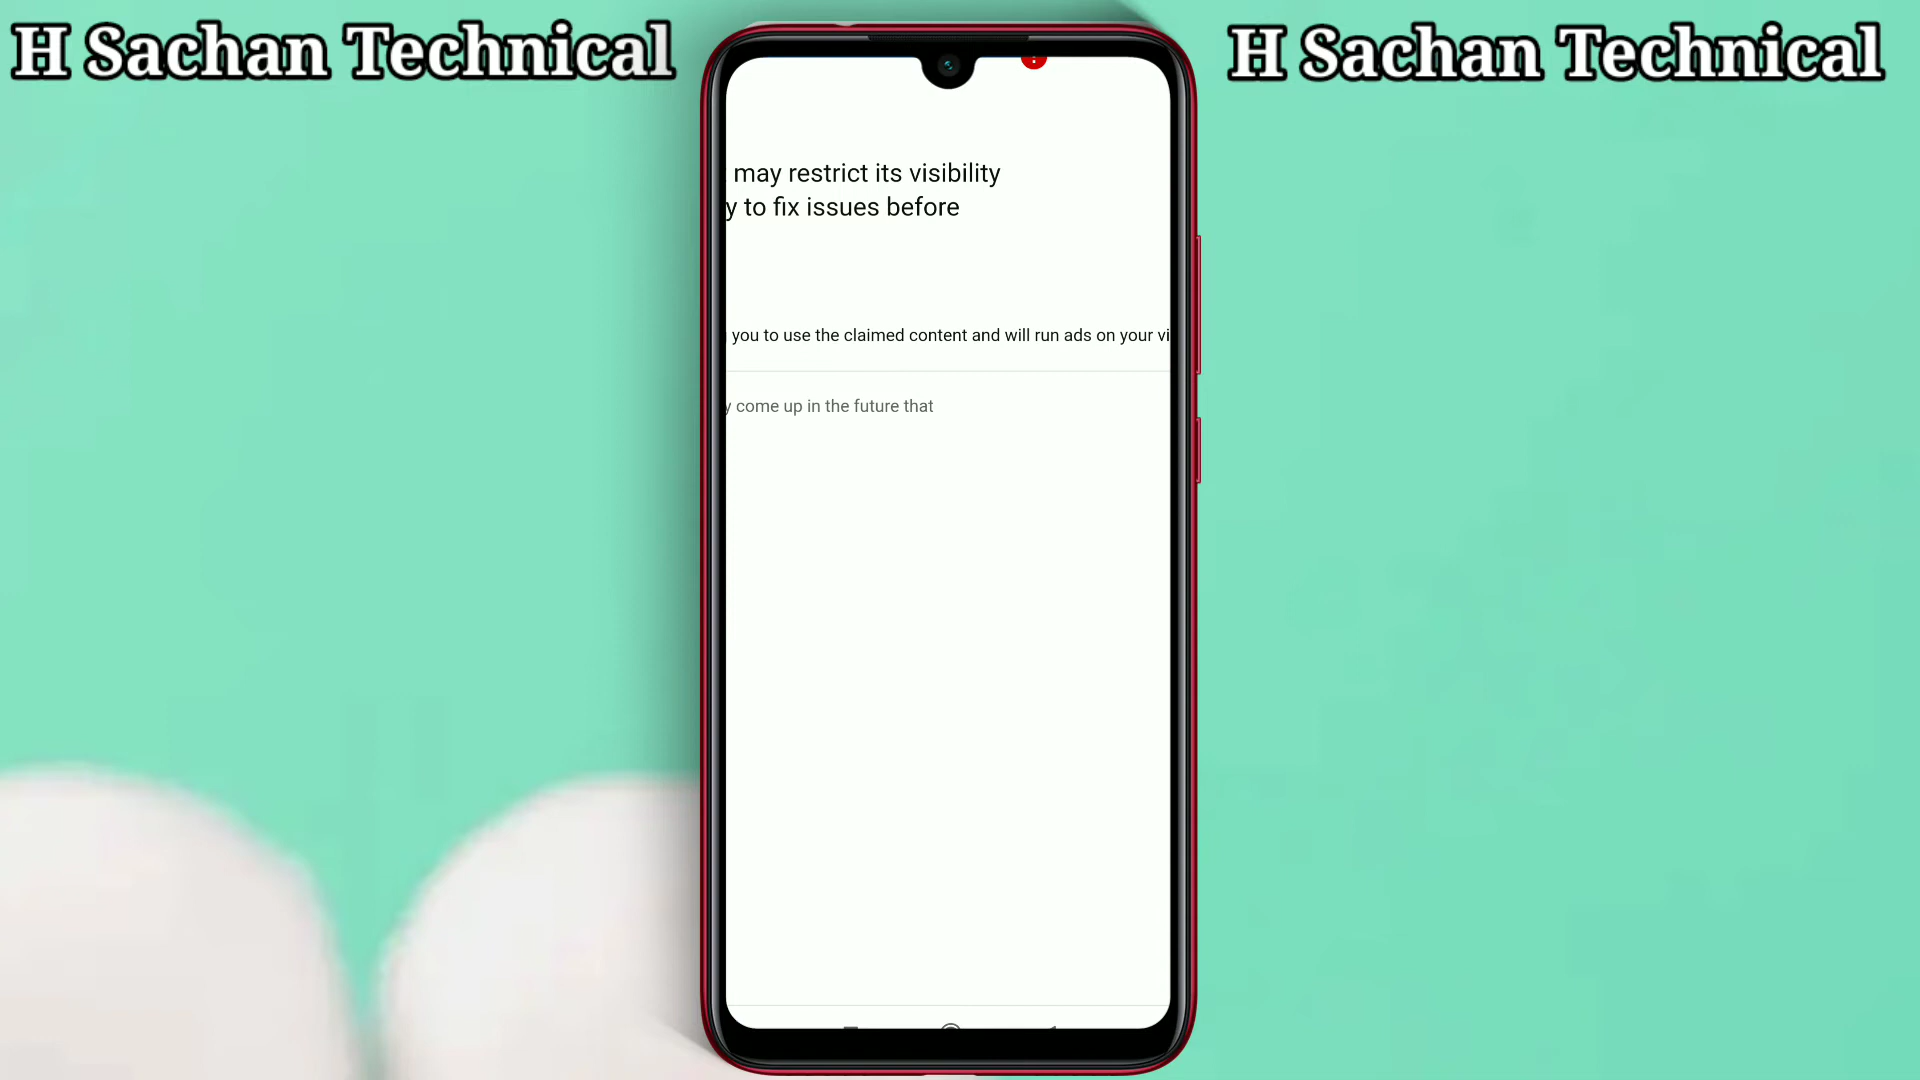 H Sachan Technical
H Sachan Technical
may restrict its visibility
y to fix issues before
you to use the claimed content and will run ads on your vi
y come up in the future that